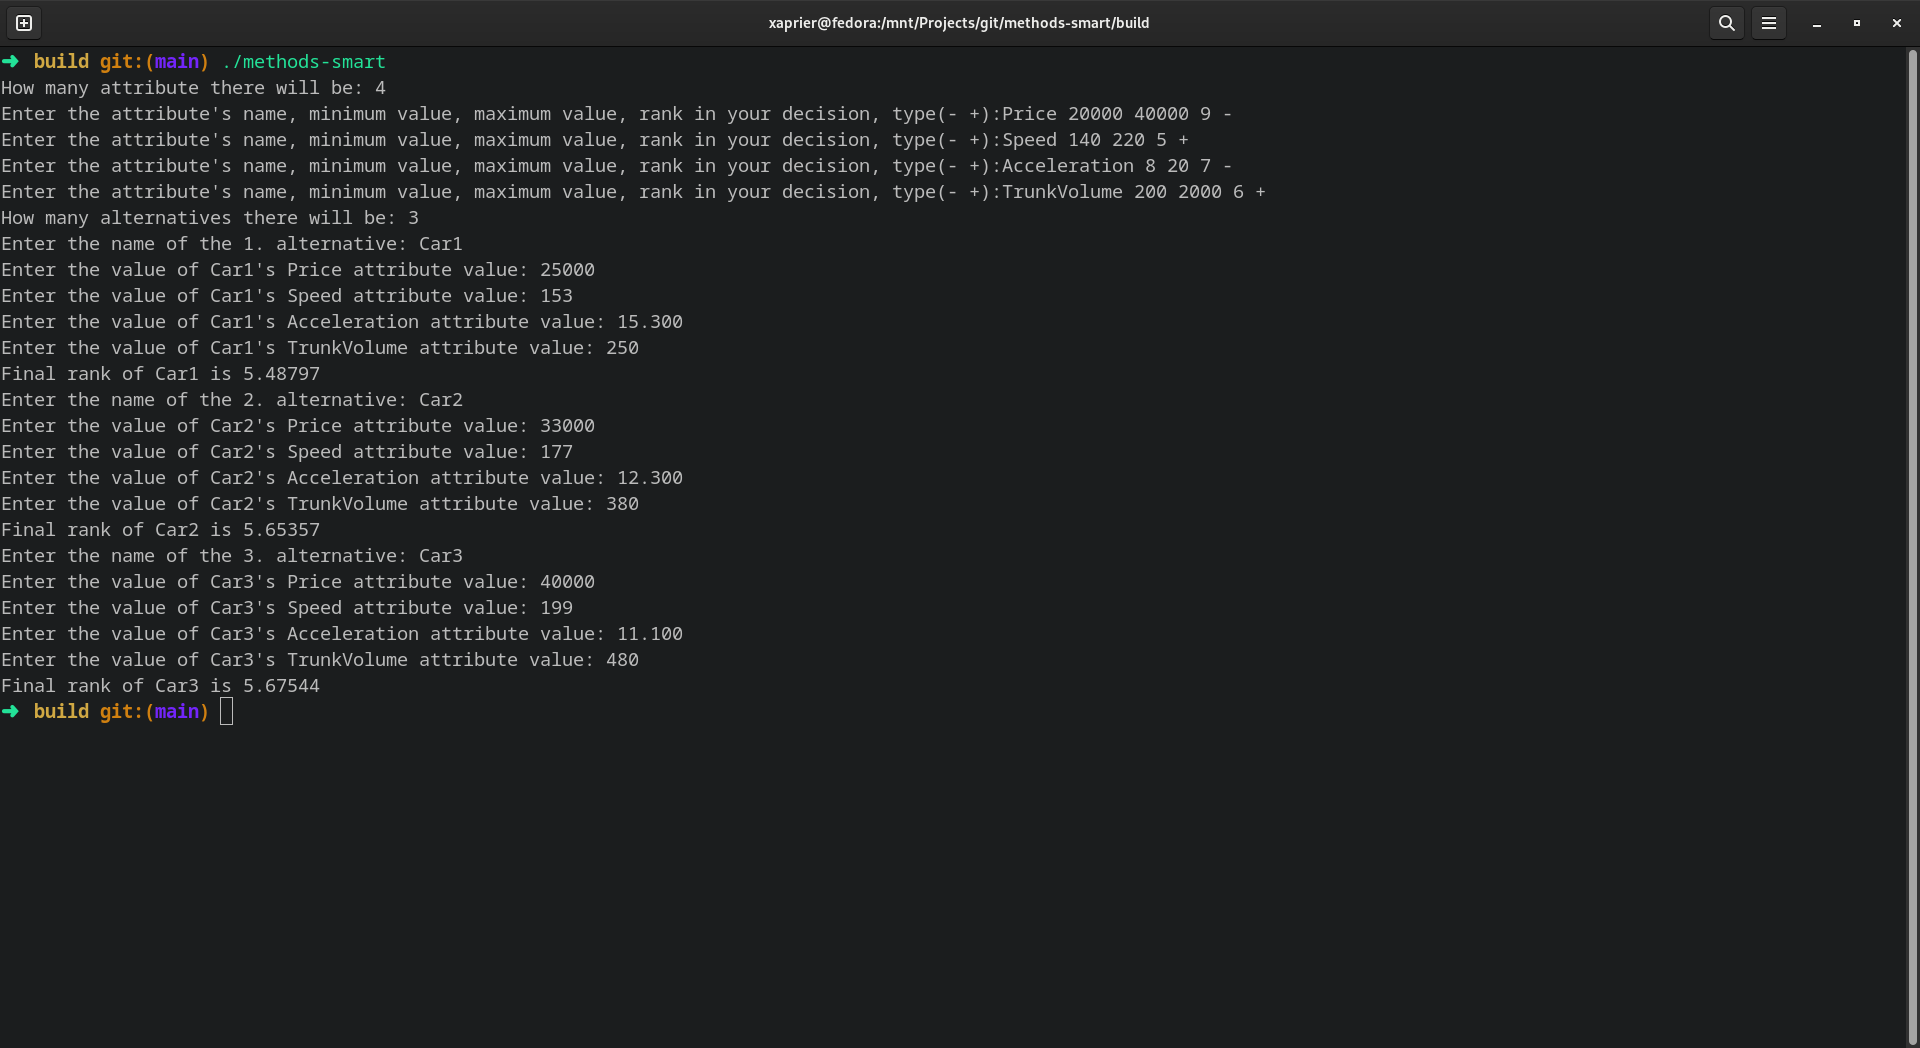 xaprier@fedora:/mnt/Projects/git/methods-smart/build
➜ build git:(main) ./methods-smart
How many attribute there will be: 4
Enter the attribute's name, minimum value, maximum value, rank in your decision, type(- +):Price 20000 40000 9 -
Enter the attribute's name, minimum value, maximum value, rank in your decision, type(- +):Speed 140 220 5 +
Enter the attribute's name, minimum value, maximum value, rank in your decision, type(- +):Acceleration 8 20 7 -
Enter the attribute's name, minimum value, maximum value, rank in your decision, type(- +):TrunkVolume 200 2000 6 +
How many alternatives there will be: 3
Enter the name of the 1. alternative: Car1
Enter the value of Car1's Price attribute value: 25000
Enter the value of Car1's Speed attribute value: 153
Enter the value of Car1's Acceleration attribute value: 15.300
Enter the value of Car1's TrunkVolume attribute value: 250
Final rank of Car1 is 5.48797
Enter the name of the 2. alternative: Car2
Enter the value of Car2's Price attribute value: 33000
Enter the value of Car2's Speed attribute value: 177
Enter the value of Car2's Acceleration attribute value: 12.300
Enter the value of Car2's TrunkVolume attribute value: 380
Final rank of Car2 is 5.65357
Enter the name of the 3. alternative: Car3
Enter the value of Car3's Price attribute value: 40000
Enter the value of Car3's Speed attribute value: 199
Enter the value of Car3's Acceleration attribute value: 11.100
Enter the value of Car3's TrunkVolume attribute value: 480
Final rank of Car3 is 5.67544
➜ build git:(main)